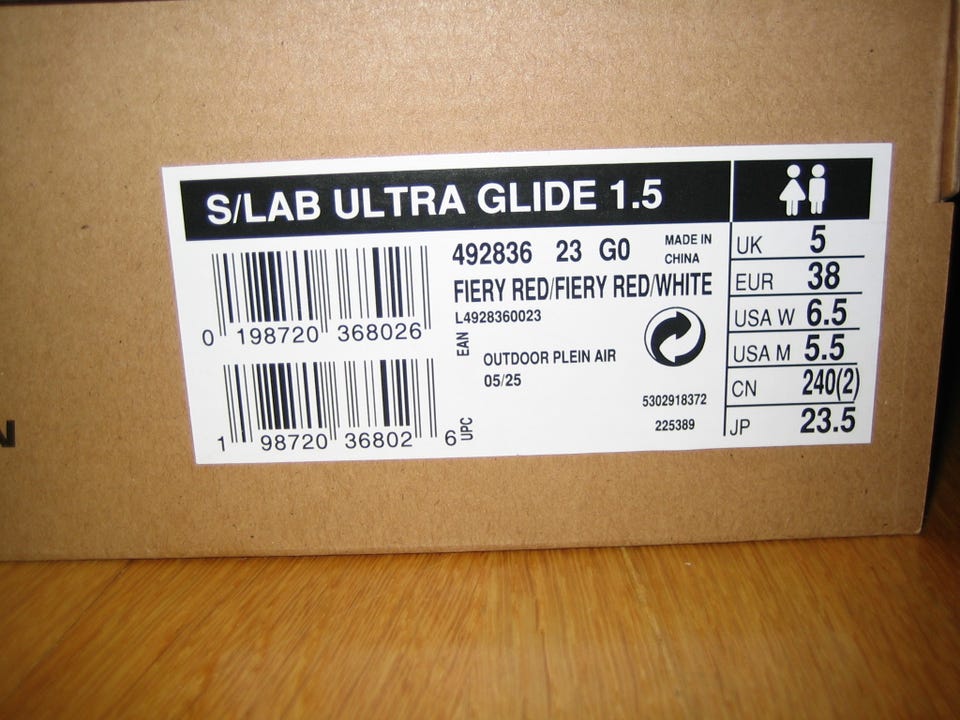 S/LAB ULTRA GLIDE 1.5
492836 23 G0
MADE IN
CHINA
FIERY RED/FIERY RED/WHITE
L4928360023
0 198720 368026
EAN
OUTDOOR PLEIN AIR
05/25
1 98720 36802 6
UPC
5302918372
225389
UK 5
EUR 38
USA W 6.5
USA M 5.5
CN 240(2)
JP 23.5
N